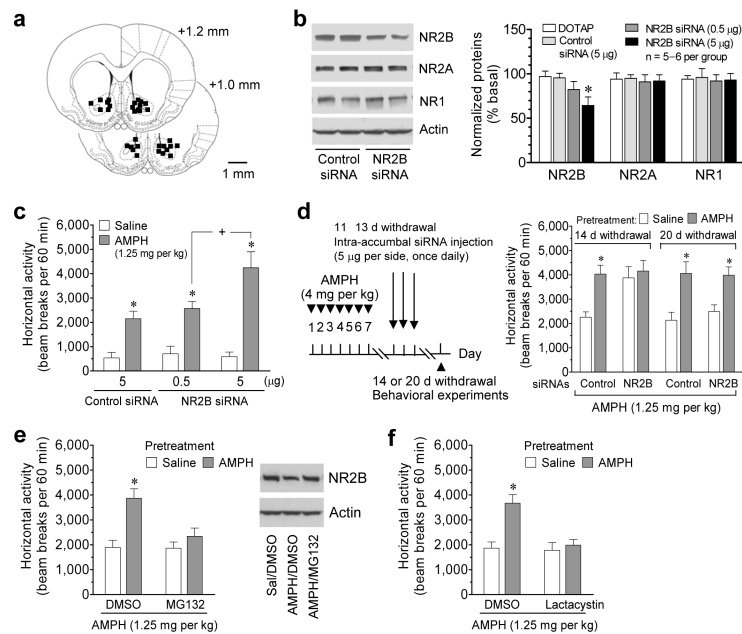 a
+1.2 mm
+1.0 mm
1 mm
b
NR2B
NR2A
NR1
Actin
Control siRNA
NR2B siRNA
DOTAP
Control siRNA (5 µg)
NR2B siRNA (0.5 µg)
NR2B siRNA (5 µg)
n = 5–6 per group
Normalized proteins
(% basal)
150
100
50
0
*
NR2B NR2A NR1
c
Saline
AMPH
(1.25 mg per kg)
Horizontal activity
(beam breaks per 60 min)
6,000
5,000
4,000
3,000
2,000
1,000
0
* * + *
5 0.5 5 (µg)
Control siRNA NR2B siRNA
d
11 13 d withdrawal
Intra-accumbal siRNA injection
(5 µg per side, once daily)
AMPH
(4 mg per kg)
1 2 3 4 5 6 7
Day
14 or 20 d withdrawal
Behavioral experiments
Pretreatment: Saline AMPH
14 d withdrawal 20 d withdrawal
Horizontal activity
(beam breaks per 60 min)
6,000
5,000
4,000
3,000
2,000
1,000
0
* * *
siRNAs Control NR2B Control NR2B
AMPH (1.25 mg per kg)
e
Pretreatment
Saline AMPH
Horizontal activity
(beam breaks per 60 min)
6,000
5,000
4,000
3,000
2,000
1,000
0
*
DMSO MG132
AMPH (1.25 mg per kg)
NR2B
Actin
Sal/DMSO
AMPH/DMSO
AMPH/MG132
f
Pretreatment
Saline AMPH
Horizontal activity
(beam breaks per 60 min)
6,000
5,000
4,000
3,000
2,000
1,000
0
*
DMSO Lactacystin
AMPH (1.25 mg per kg)